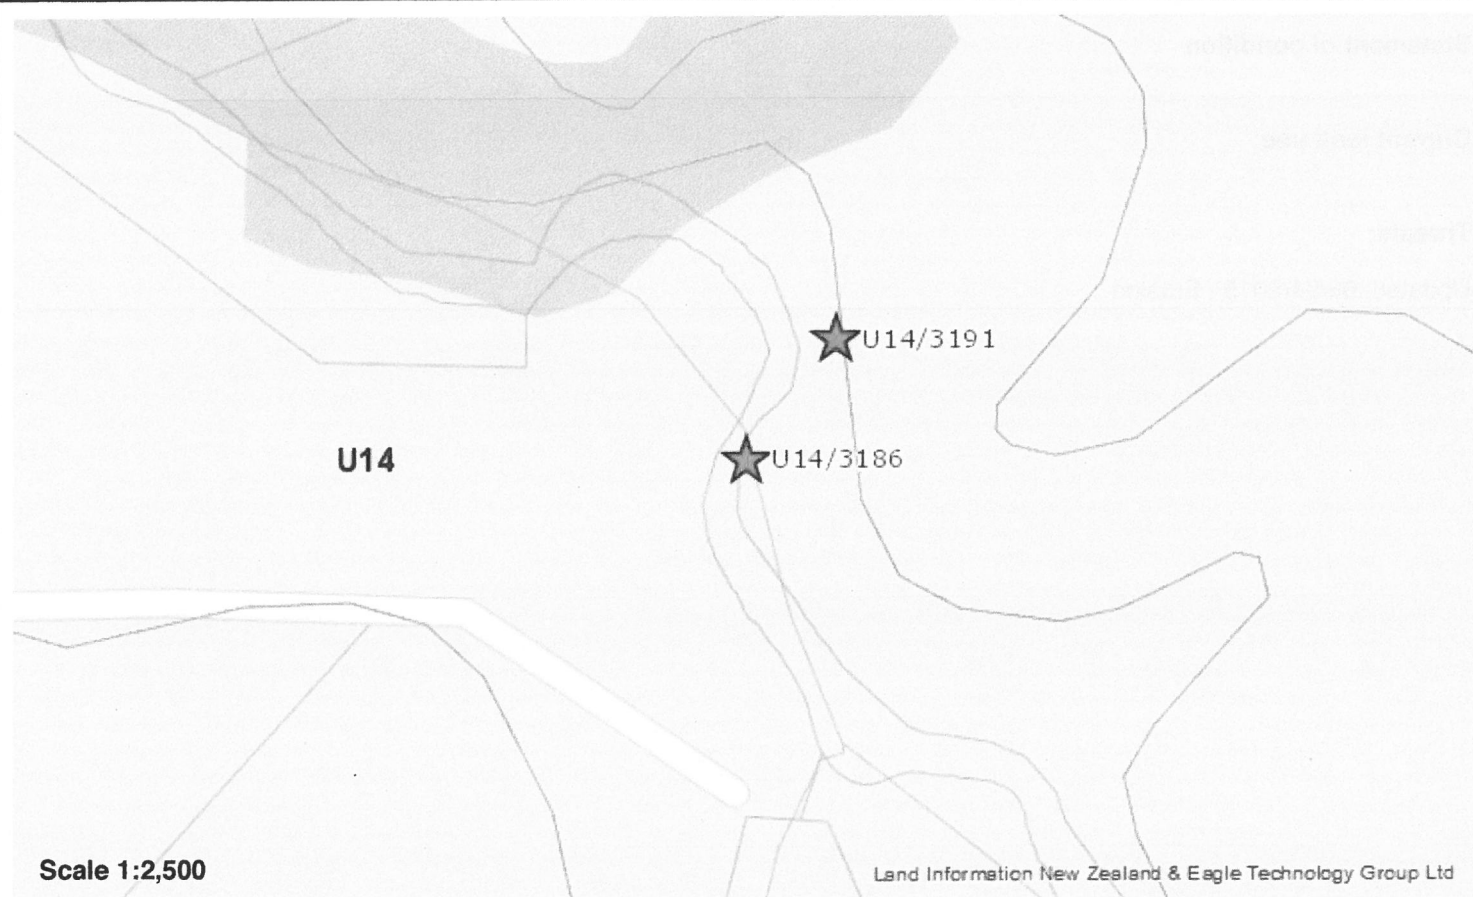 U14/3191
U14/3186
U14
Scale 1:2,500
Land Information New Zealand & Eagle Technology Group Ltd